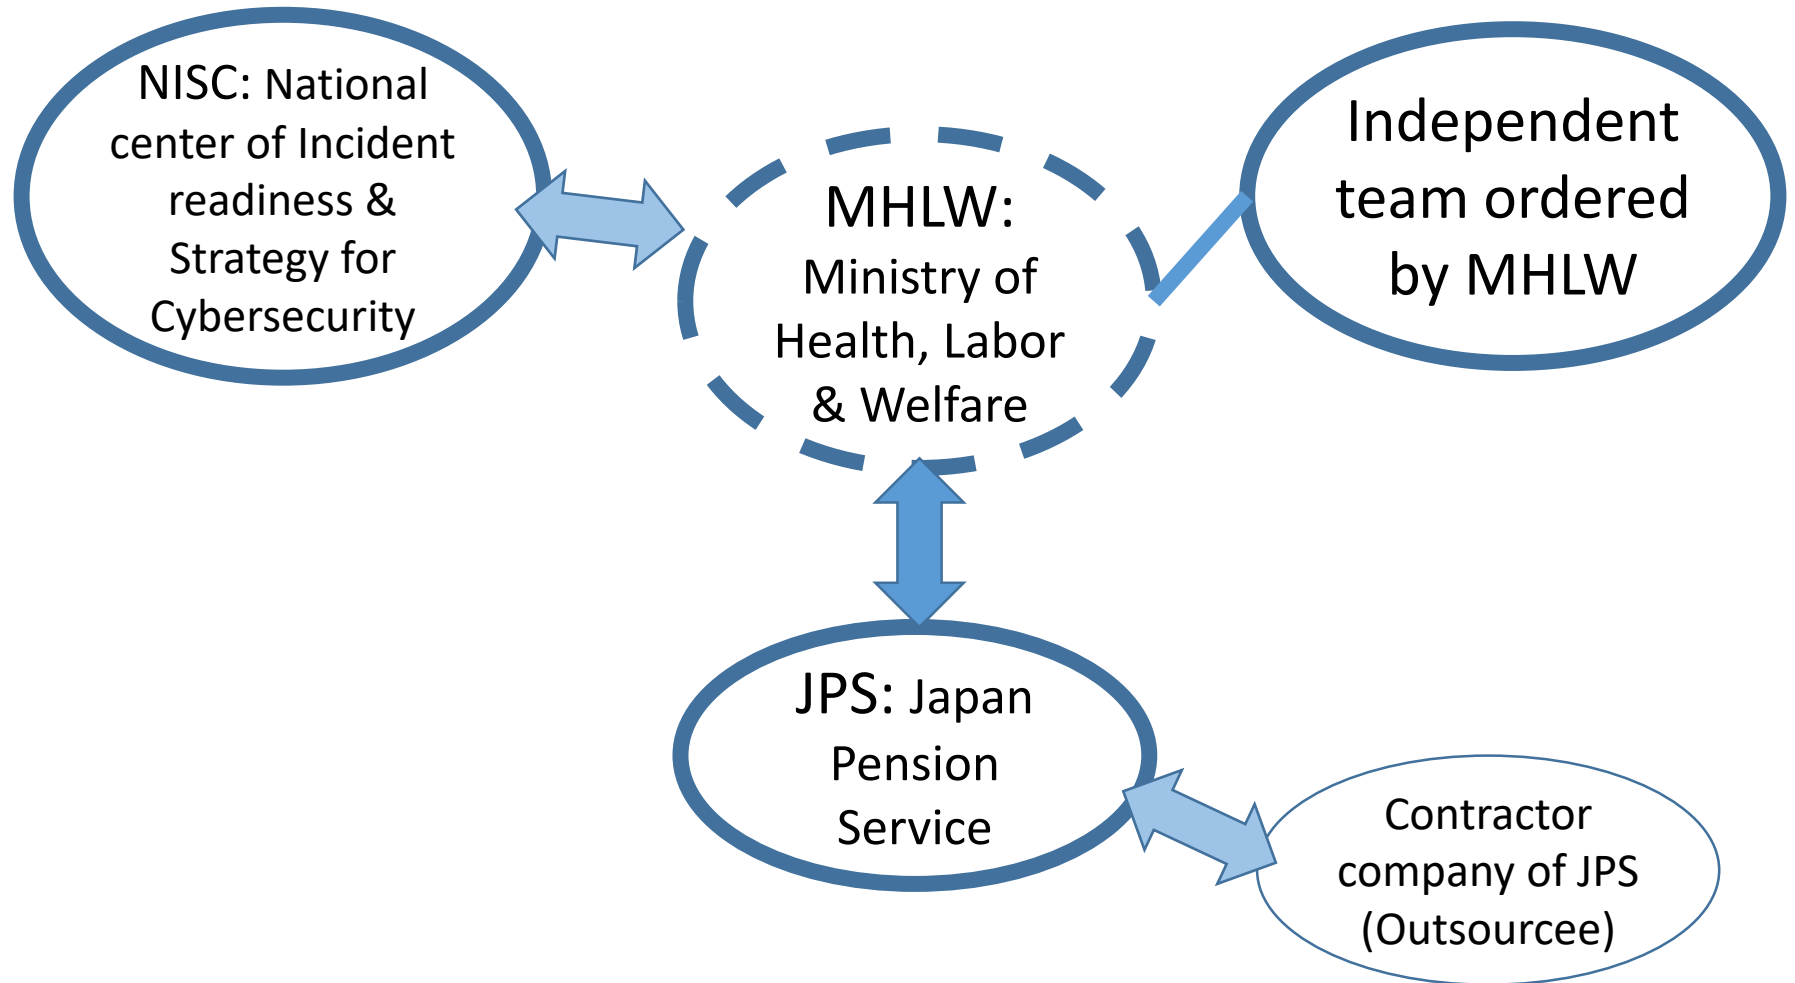 NISC: National
center of Incident
readiness &
Strategy for
Cybersecurity
MHLW:
Ministry of
Health, Labor
& Welfare
Independent
team ordered
by MHLW
JPS: Japan
Pension
Service
Contractor
company of JPS
(Outsourcee)